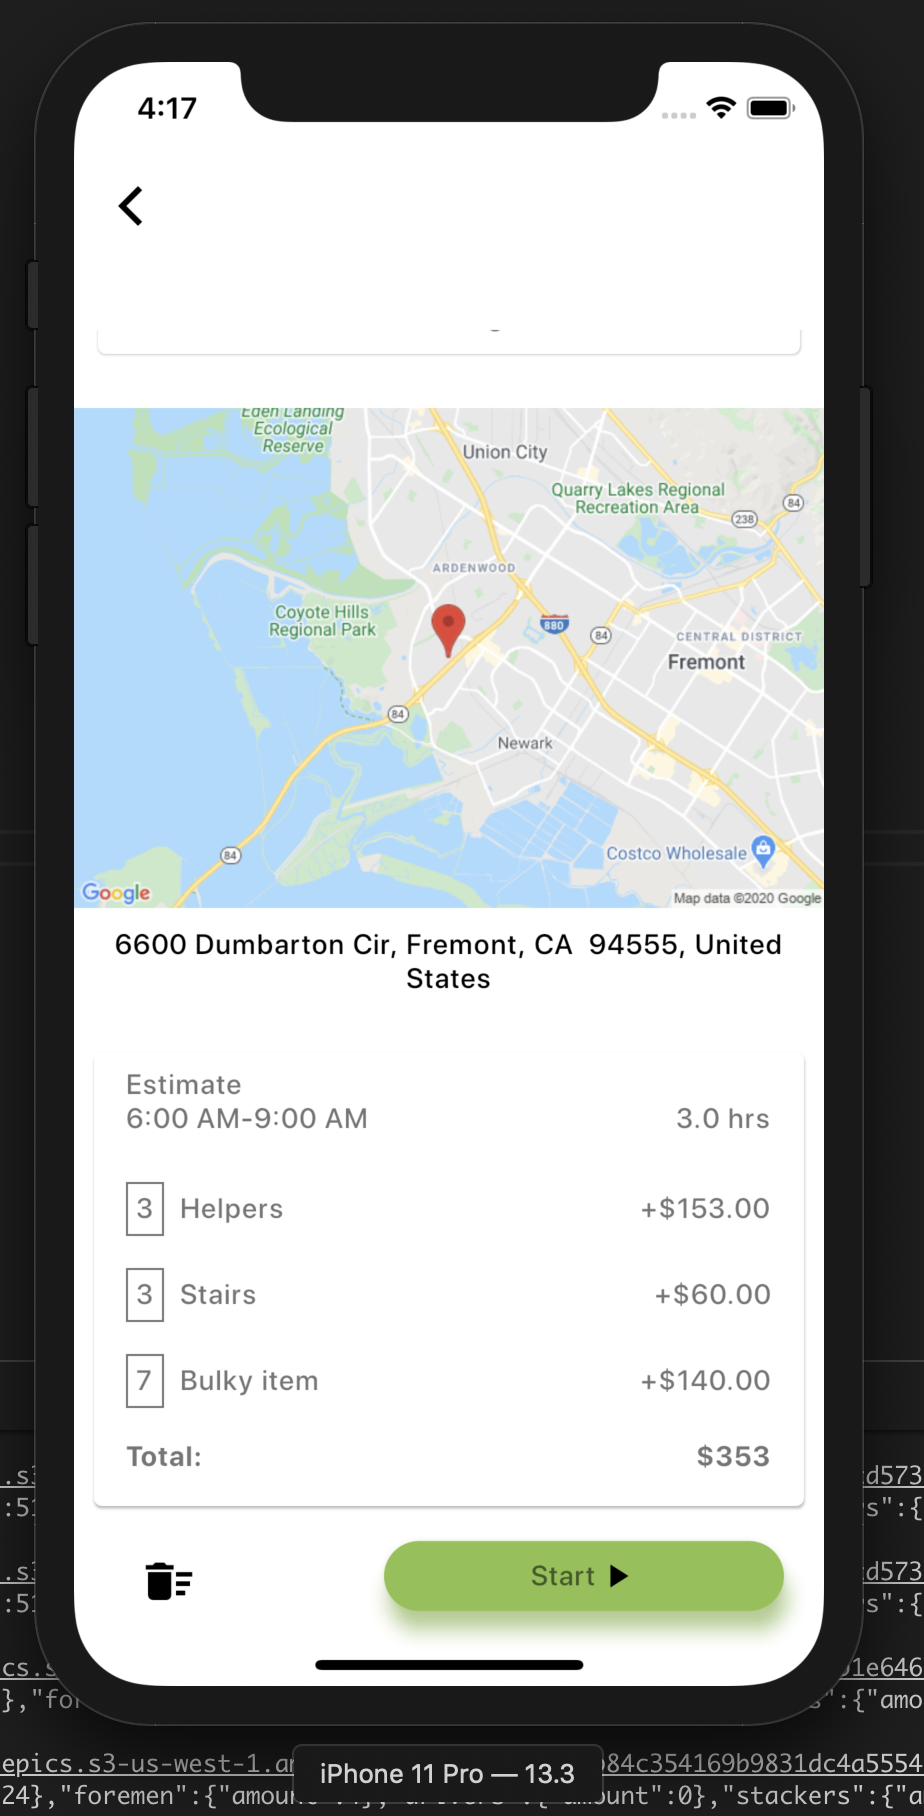 4:17
Eden Landing
Ecological
Reserve
Union City
Quarry Lakes Regional
Recreation Area
84
238
ARDENWOOD
Coyote Hills
Regional Park
880
84
CENTRAL DISTRICT
Fremont
84
Newark
Costco Wholesale
84
Google
Map data ©2020 Google
6600 Dumbarton Cir, Fremont, CA  94555, United
States
Estimate
6:00 AM-9:00 AM 3.0 hrs
3 Helpers +$153.00
3 Stairs +$60.00
7 Bulky item +$140.00
Total: $353
.s3
:d573
:51
s":{
Start
.s3
:d573
:51
s":{
cs.s
1e646
},"for
":{"amo
epics.s3-us-west-1.a
84c354169b9831dc4a5554
iPhone 11 Pro — 13.3
24},"foremen":{"amou
mount":0},"stackers":{"a